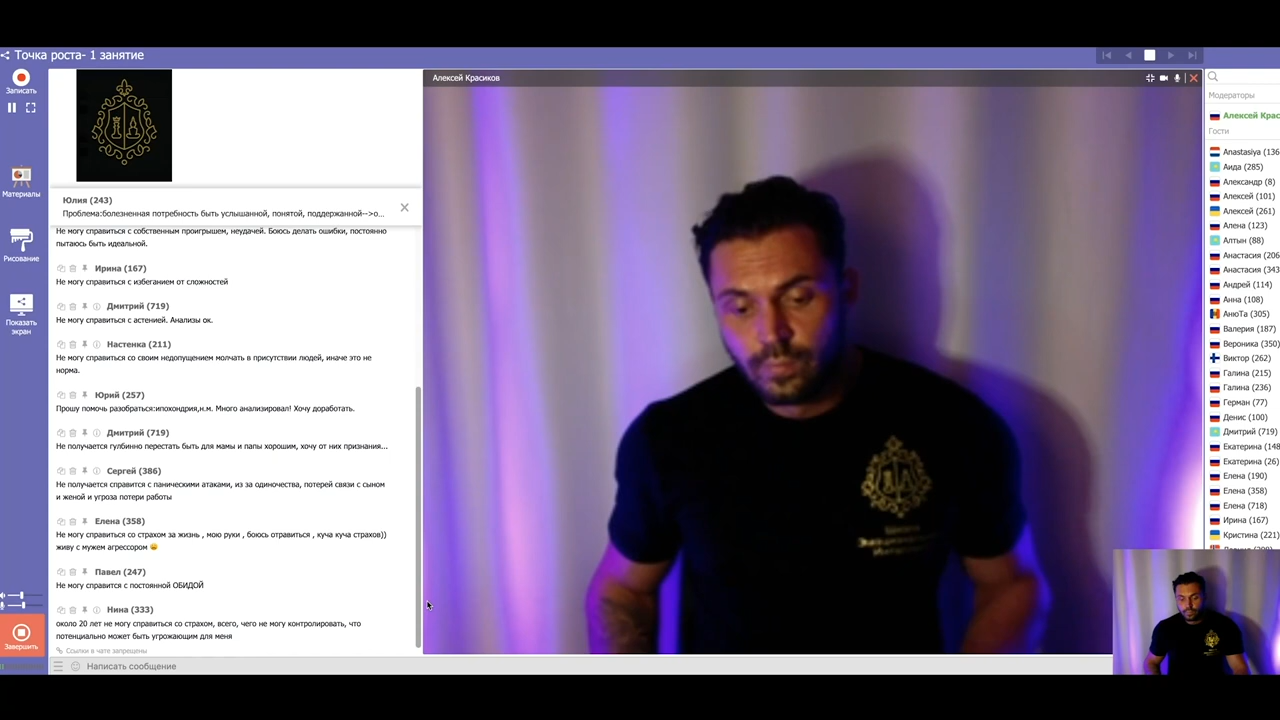 Точка роста- 1 занятие
Записать
Материалы
Рисование
Показать
экран
Завершить
Юлия (243)
Проблема:болезненная потребность быть услышанной, понятой, поддержанной-->о...
Не могу справиться с собственным проигрышем, неудачей. Боюсь делать ошибки, постоянно
пытаюсь быть идеальной.
Ирина (167)
Не могу справиться с избеганием от сложностей
Дмитрий (719)
Не могу справиться с астенией. Анализы ок.
Настенка (211)
Не могу справиться со своим недопущением молчать в присутствии людей, иначе это не
норма.
Юрий (257)
Прошу помочь разобраться:ипохондрия,н.м. Много анализировал! Хочу доработать.
Дмитрий (719)
Не получается гулбинно перестать быть для мамы и папы хорошим, хочу от них признания...
Сергей (386)
Не получается справится с паническими атаками, из за одиночества, потерей связи с сыном
и женой и угроза потери работы
Елена (358)
Не могу справиться со страхом за жизнь , мою руки , боюсь отравиться , куча куча страхов))
живу с мужем агрессором
Павел (247)
Не могу справится с постоянной ОБИДОЙ
Нина (333)
около 20 лет не могу справиться со страхом, всего, чего не могу контролировать, что
потенциально может быть угрожающим для меня
Ссылки в чате запрещены
Написать сообщение
Алексей Красиков
Модераторы
Алексей Крас
Гости
Anastasiya (136
Аида (285)
Александр (8)
Алексей (101)
Алексей (261)
Алена (123)
Алтын (88)
Анастасия (206
Анастасия (343
Андрей (114)
Анна (108)
АнюТа (305)
Валерия (187)
Вероника (350)
Виктор (262)
Галина (215)
Галина (236)
Герман (77)
Денис (100)
Дмитрий (719)
Екатерина (148
Екатерина (26)
Елена (190)
Елена (358)
Елена (718)
Ирина (167)
Кристина (221)